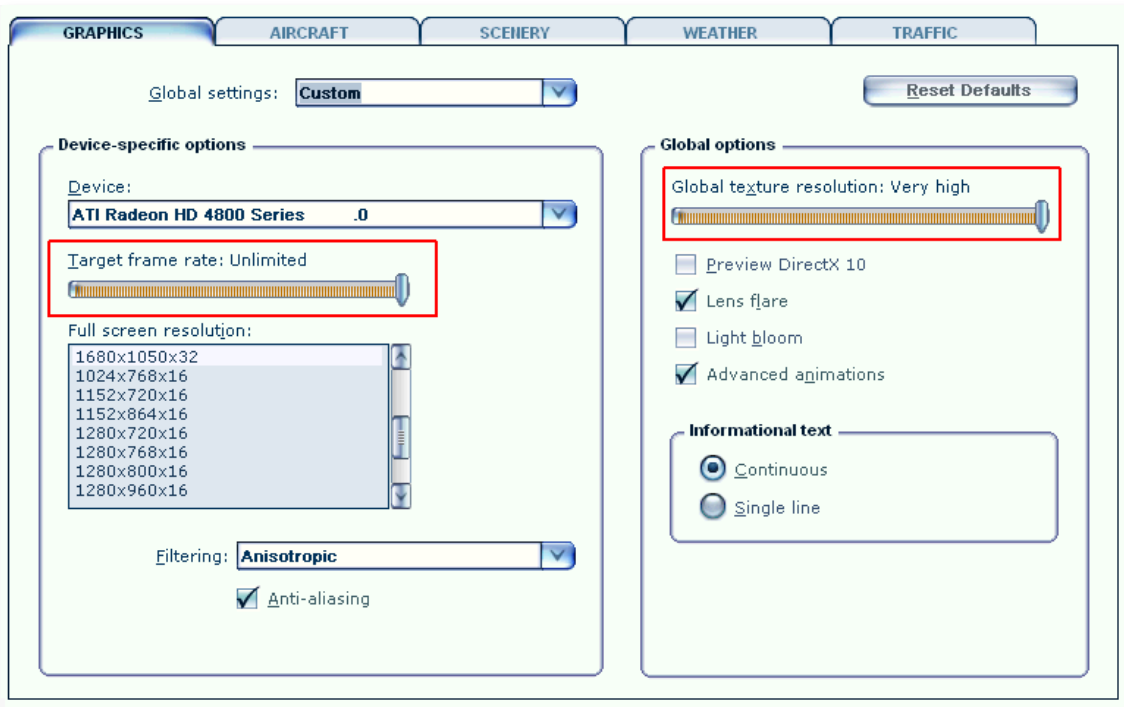 GRAPHICS AIRCRAFT SCENERY WEATHER TRAFFIC
Global settings: Custom
Reset Defaults
Device-specific options
Device:
ATI Radeon HD 4800 Series .0
Target frame rate: Unlimited
Full screen resolution:
1680x1050x32
1024x768x16
1152x720x16
1152x864x16
1280x720x16
1280x768x16
1280x800x16
1280x960x16
Filtering: Anisotropic
Anti-aliasing
Global options
Global texture resolution: Very high
Preview DirectX 10
Lens flare
Light bloom
Advanced animations
Informational text
Continuous
Single line